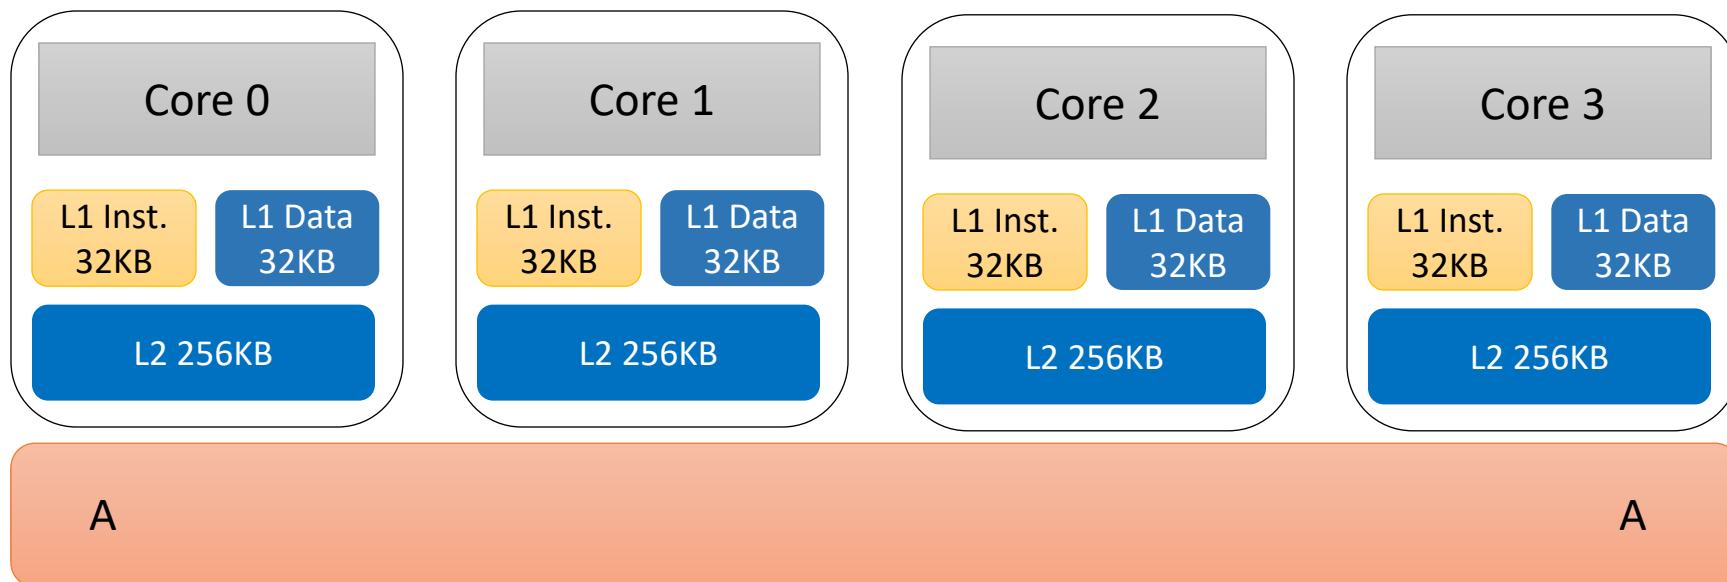 Core 0
Core 1
Core 2
Core 3
L1 Inst.
32KB
L1 Data
32KB
L1 Inst.
32KB
L1 Data
32KB
L1 Inst.
32KB
L1 Data
32KB
L1 Inst.
32KB
L1 Data
32KB
L2 256KB
L2 256KB
L2 256KB
L2 256KB
A
A